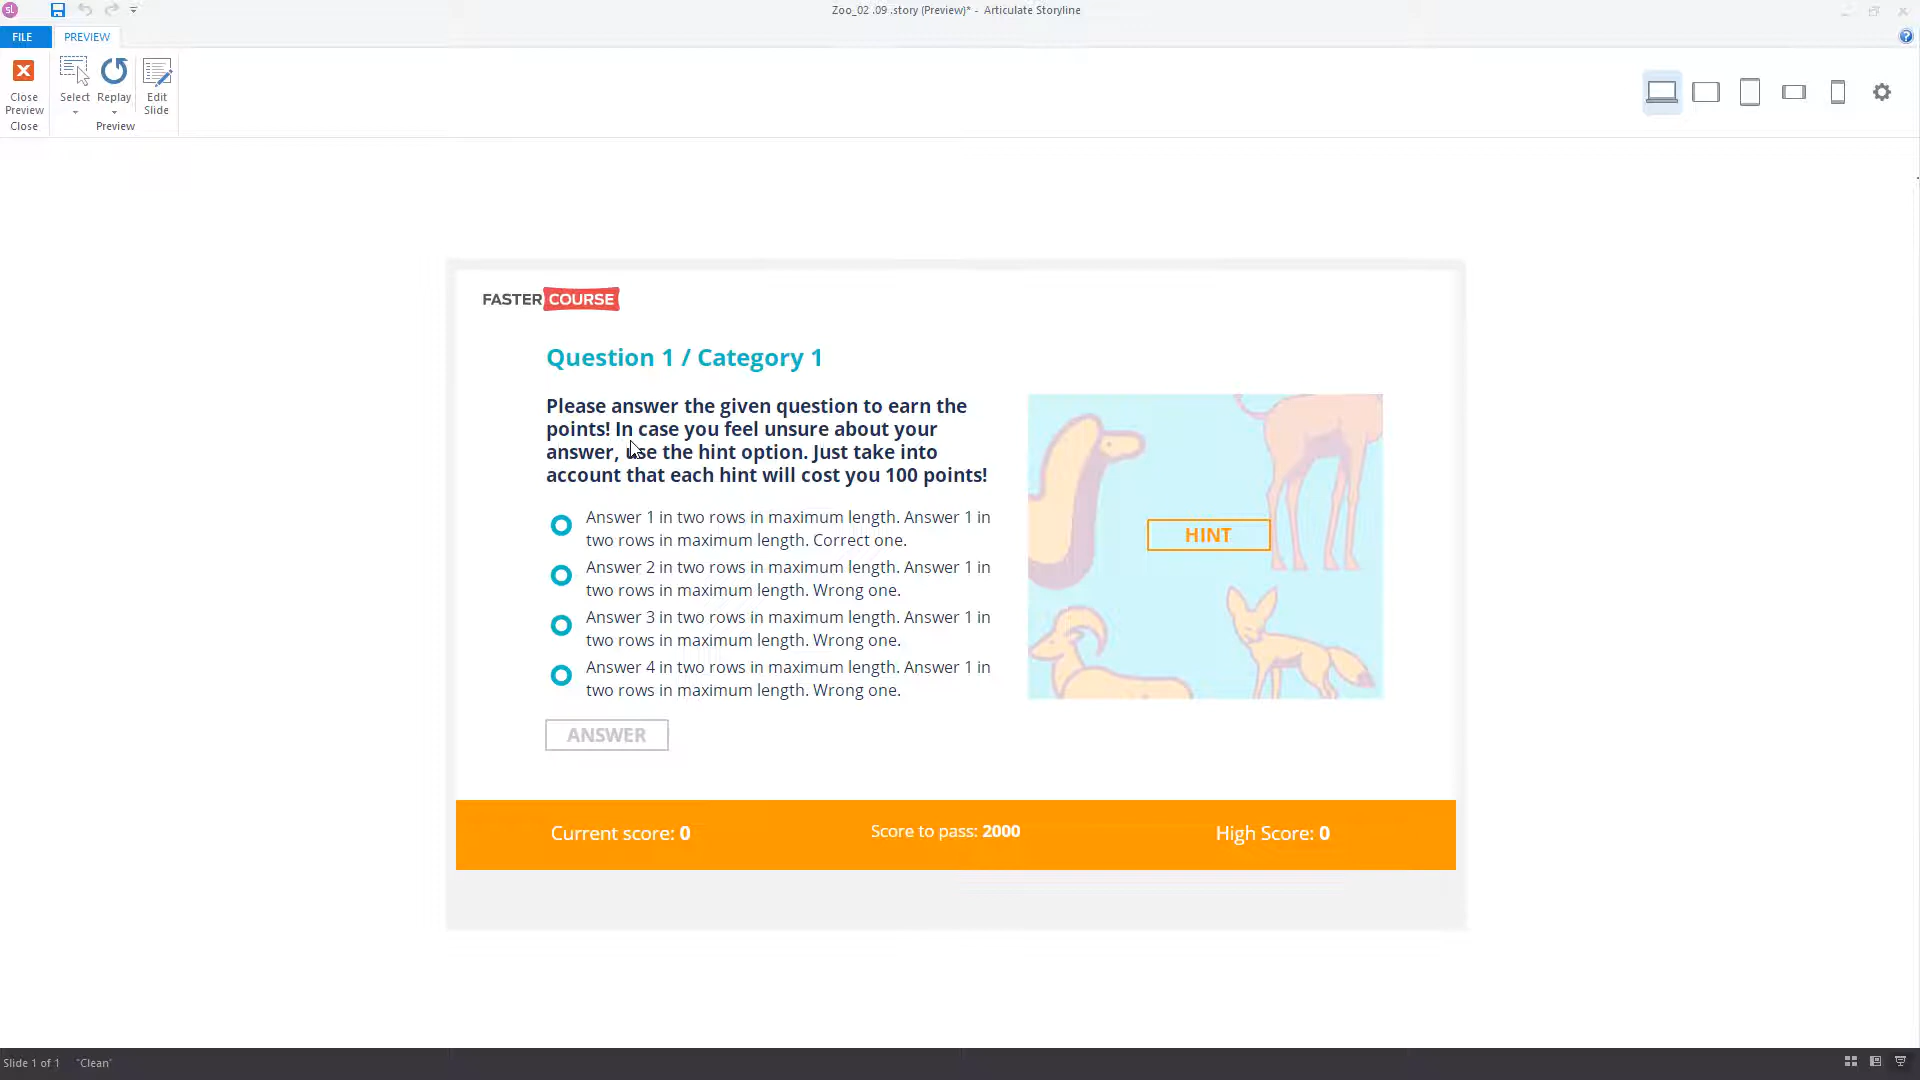 Zoo_02 .09 .story (Preview)* - Articulate Storyline
FILE
PREVIEW
Close
Preview
Select
Replay
Edit
Slide
Close
Preview
FASTER COURSE
Question 1 / Category 1
Please answer the given question to earn the
points! In case you feel unsure about your
answer, use the hint option. Just take into
account that each hint will cost you 100 points!
Answer 1 in two rows in maximum length. Answer 1 in
two rows in maximum length. Correct one.
Answer 2 in two rows in maximum length. Answer 1 in
two rows in maximum length. Wrong one.
Answer 3 in two rows in maximum length. Answer 1 in
two rows in maximum length. Wrong one.
Answer 4 in two rows in maximum length. Answer 1 in
two rows in maximum length. Wrong one.
HINT
ANSWER
Current score: 0
Score to pass: 2000
High Score: 0
Slide 1 of 1
"Clean"